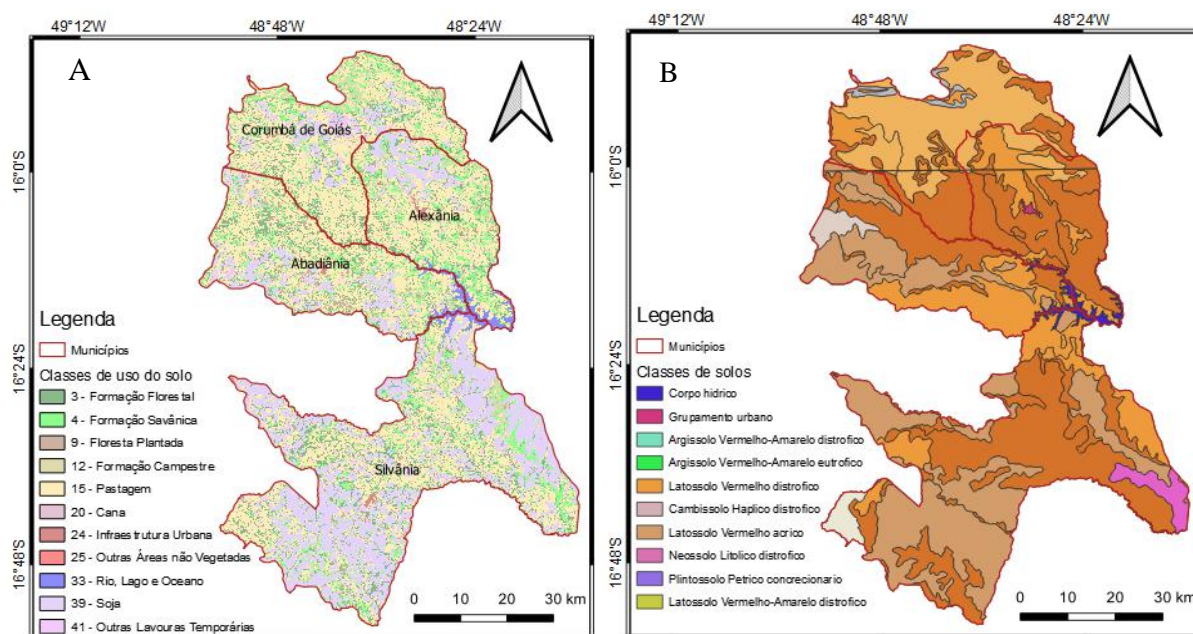 49°12'W 48°48'W 48°24'W
A
Corumbá de Goiás
16°0'S
Alexânia
Abadiânia
Legenda
Municípios
16°24'S
Classes de uso do solo
3 - Formação Florestal
4 - Formação Savânica
9 - Floresta Plantada
12 - Formação Campestre
15 - Pastagem
20 - Cana
24 - Infraestrutura Urbana
25 - Outras Áreas não Vegetadas
33 - Rio, Lago e Oceano
39 - Soja
41 - Outras Lavouras Temporárias
Silvânia
16°48'S
0 10 20 30 km
49°12'W 48°48'W 48°24'W
B
16°0'S
Legenda
Municípios
16°24'S
Classes de solos
Corpo hidrico
Grupamento urbano
Argissolo Vermelho-Amarelo distrofico
Argissolo Vermelho-Amarelo eutrofico
Latossolo Vermelho distrofico
Cambissolo Haplico distrofico
Latossolo Vermelho acrico
Neossolo Litolico distrofico
Plintossolo Petrico concrecionario
Latossolo Vermelho-Amarelo distrofico
16°48'S
0 10 20 30 km